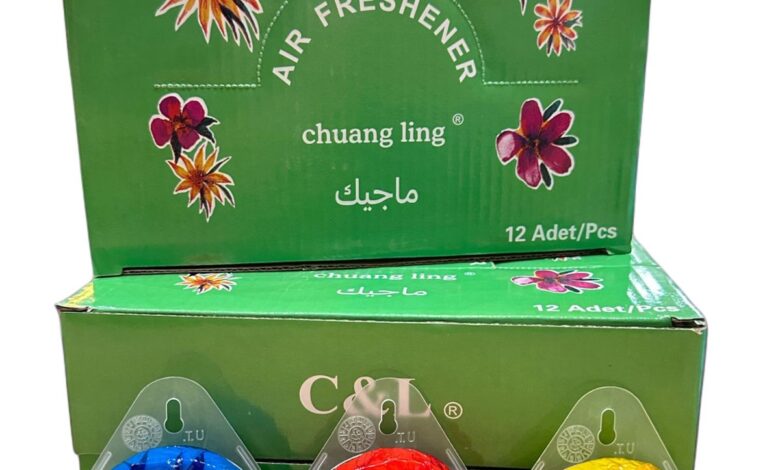 AIR FRESHENER
chuang ling ®
ماجيك
12 Adet/Pcs
chuang ling ®
ماجيك
12 Adet/Pcs
C&L ®
U.T.
U.T.
U.T.